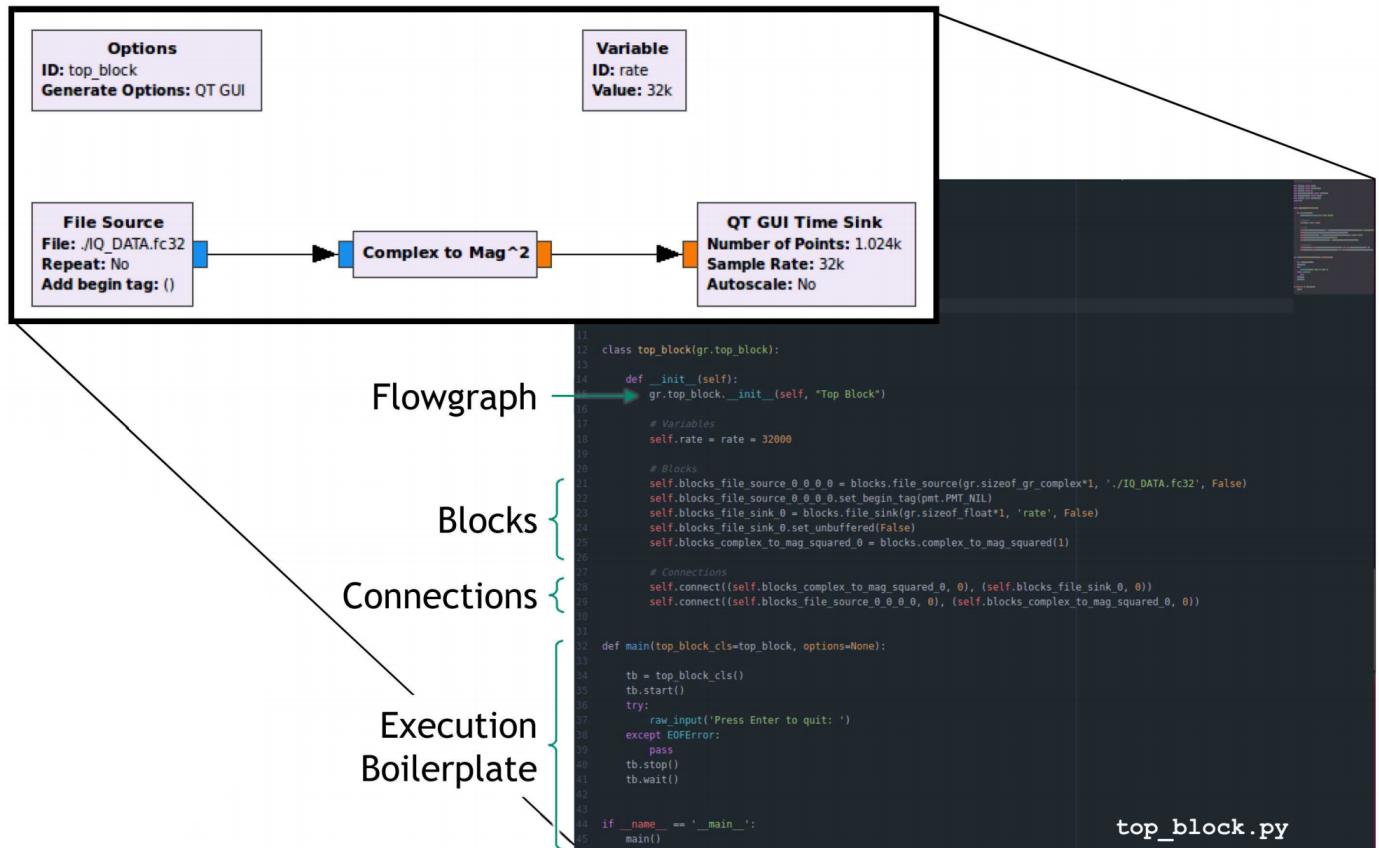 Options
ID: top_block
Generate Options: QT GUI
Variable
ID: rate
Value: 32k
File Source
File: ./IQ_DATA.fc32
Repeat: No
Add begin tag: ()
Complex to Mag^2
QT GUI Time Sink
Number of Points: 1.024k
Sample Rate: 32k
Autoscale: No
Flowgraph
Blocks
Connections
Execution
Boilerplate
11
12 class top_block(gr.top_block):
13
14 def __init__(self):
gr.top_block.__init__(self, "Top Block")
16
17 # Variables
18 self.rate = rate = 32000
19
20 # Blocks
21 self.blocks_file_source_0_0_0_0 = blocks.file_source(gr.sizeof_gr_complex*1, './IQ_DATA.fc32', False)
22 self.blocks_file_source_0_0_0_0.set_begin_tag(pmt.PMT_NIL)
23 self.blocks_file_sink_0 = blocks.file_sink(gr.sizeof_float*1, 'rate', False)
24 self.blocks_file_sink_0.set_unbuffered(False)
25 self.blocks_complex_to_mag_squared_0 = blocks.complex_to_mag_squared(1)
26
27 # Connections
28 self.connect((self.blocks_complex_to_mag_squared_0, 0), (self.blocks_file_sink_0, 0))
29 self.connect((self.blocks_file_source_0_0_0_0, 0), (self.blocks_complex_to_mag_squared_0, 0))
30
31
32 def main(top_block_cls=top_block, options=None):
33
34 tb = top_block_cls()
35 tb.start()
36 try:
37 raw_input('Press Enter to quit: ')
38 except EOFError:
39 pass
40 tb.stop()
41 tb.wait()
42
43
44 if __name__ == '__main__':
45 main()
top_block.py